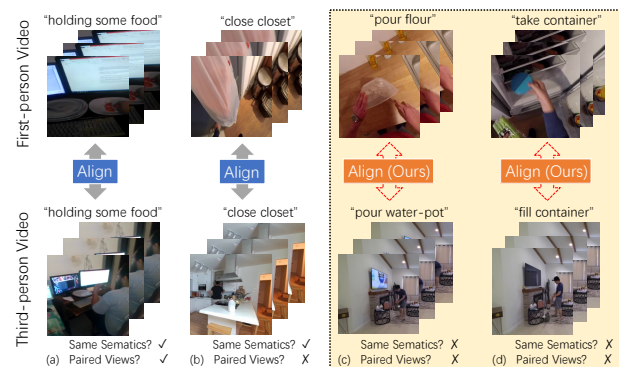 First-person Video
“holding some food”
“close closet”
“pour flour”
“take container”
Align
Align
Align (Ours)
Align (Ours)
Third-person Video
“holding some food”
“close closet”
“pour water-pot”
“fill container”
Same Sematics? ✓
(a) Paired Views? ✓
Same Sematics? ✓
(b) Paired Views? ✗
Same Sematics? ✗
(c) Paired Views? ✗
Same Sematics? ✗
(d) Paired Views? ✗